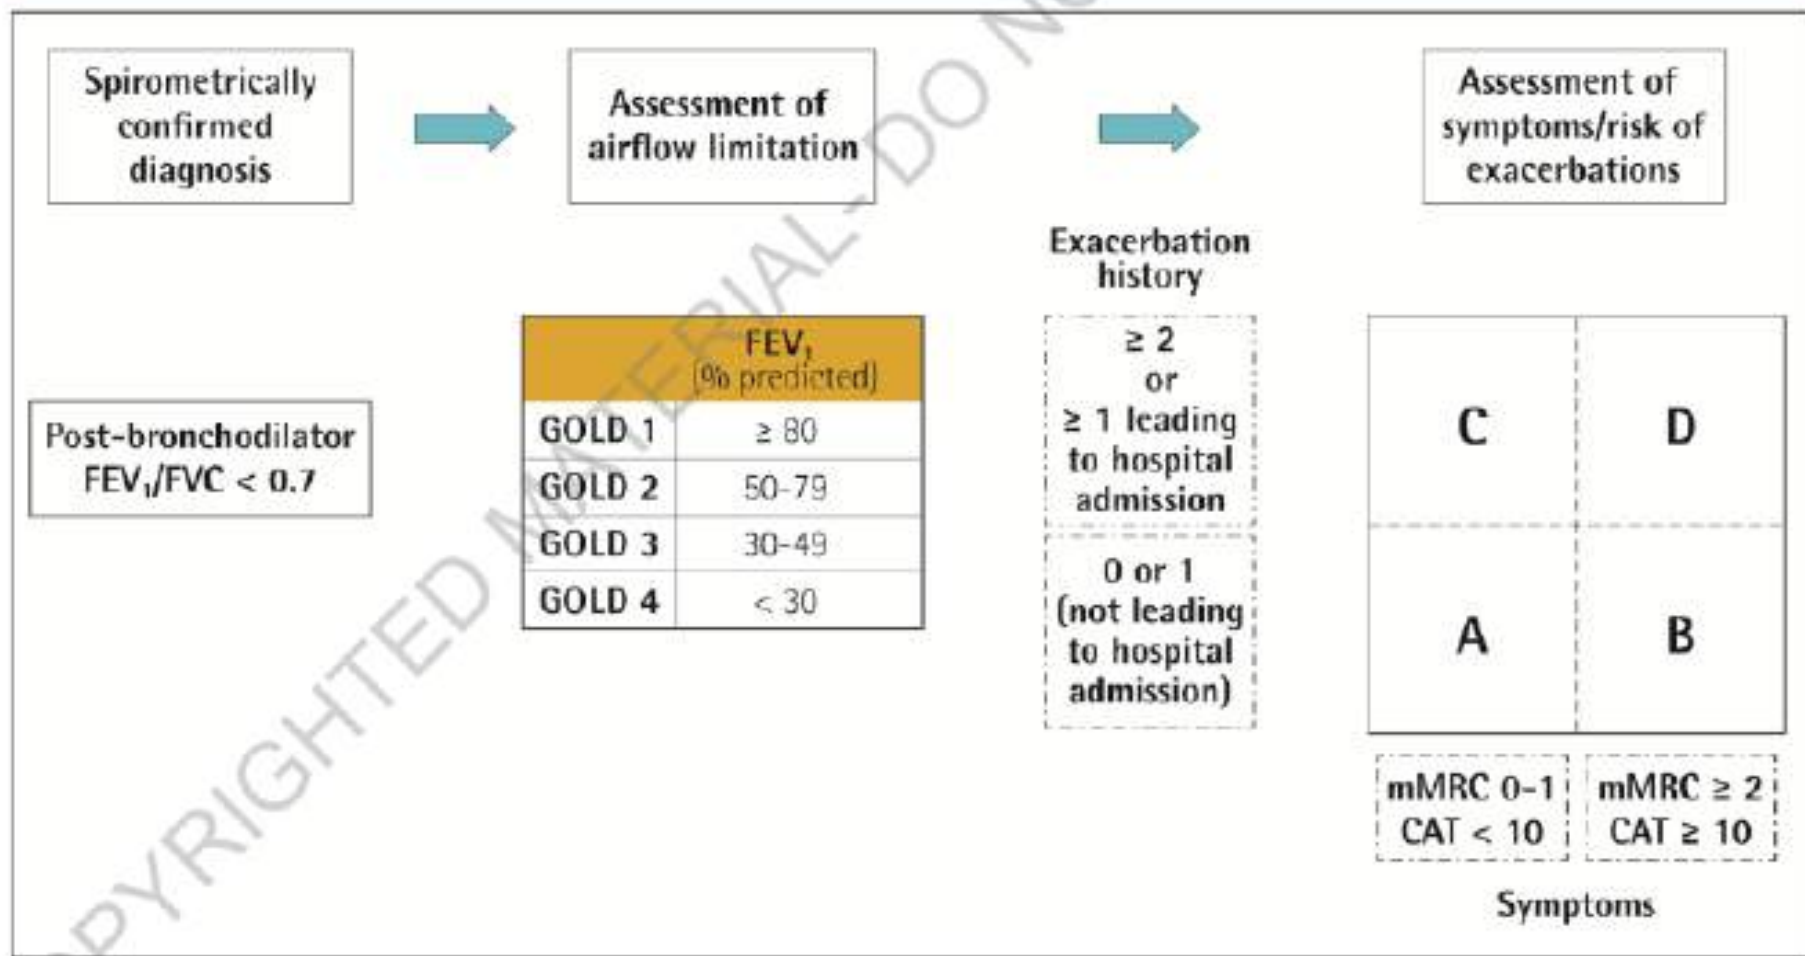 Spirometrically
confirmed
diagnosis
Assessment of
airflow limitation
Assessment of
symptoms/risk of
exacerbations
Post-bronchodilator
FEV₁/FVC < 0.7
FEV₁
(% predicted)
GOLD 1 ≥ 80
GOLD 2 50-79
GOLD 3 30-49
GOLD 4 < 30
Exacerbation
history
≥ 2
or
≥ 1 leading
to hospital
admission
0 or 1
(not leading
to hospital
admission)
C D
A B
mMRC 0-1
CAT < 10
mMRC ≥ 2
CAT ≥ 10
Symptoms
OPYRIGHTED MATERIAL- DO NO